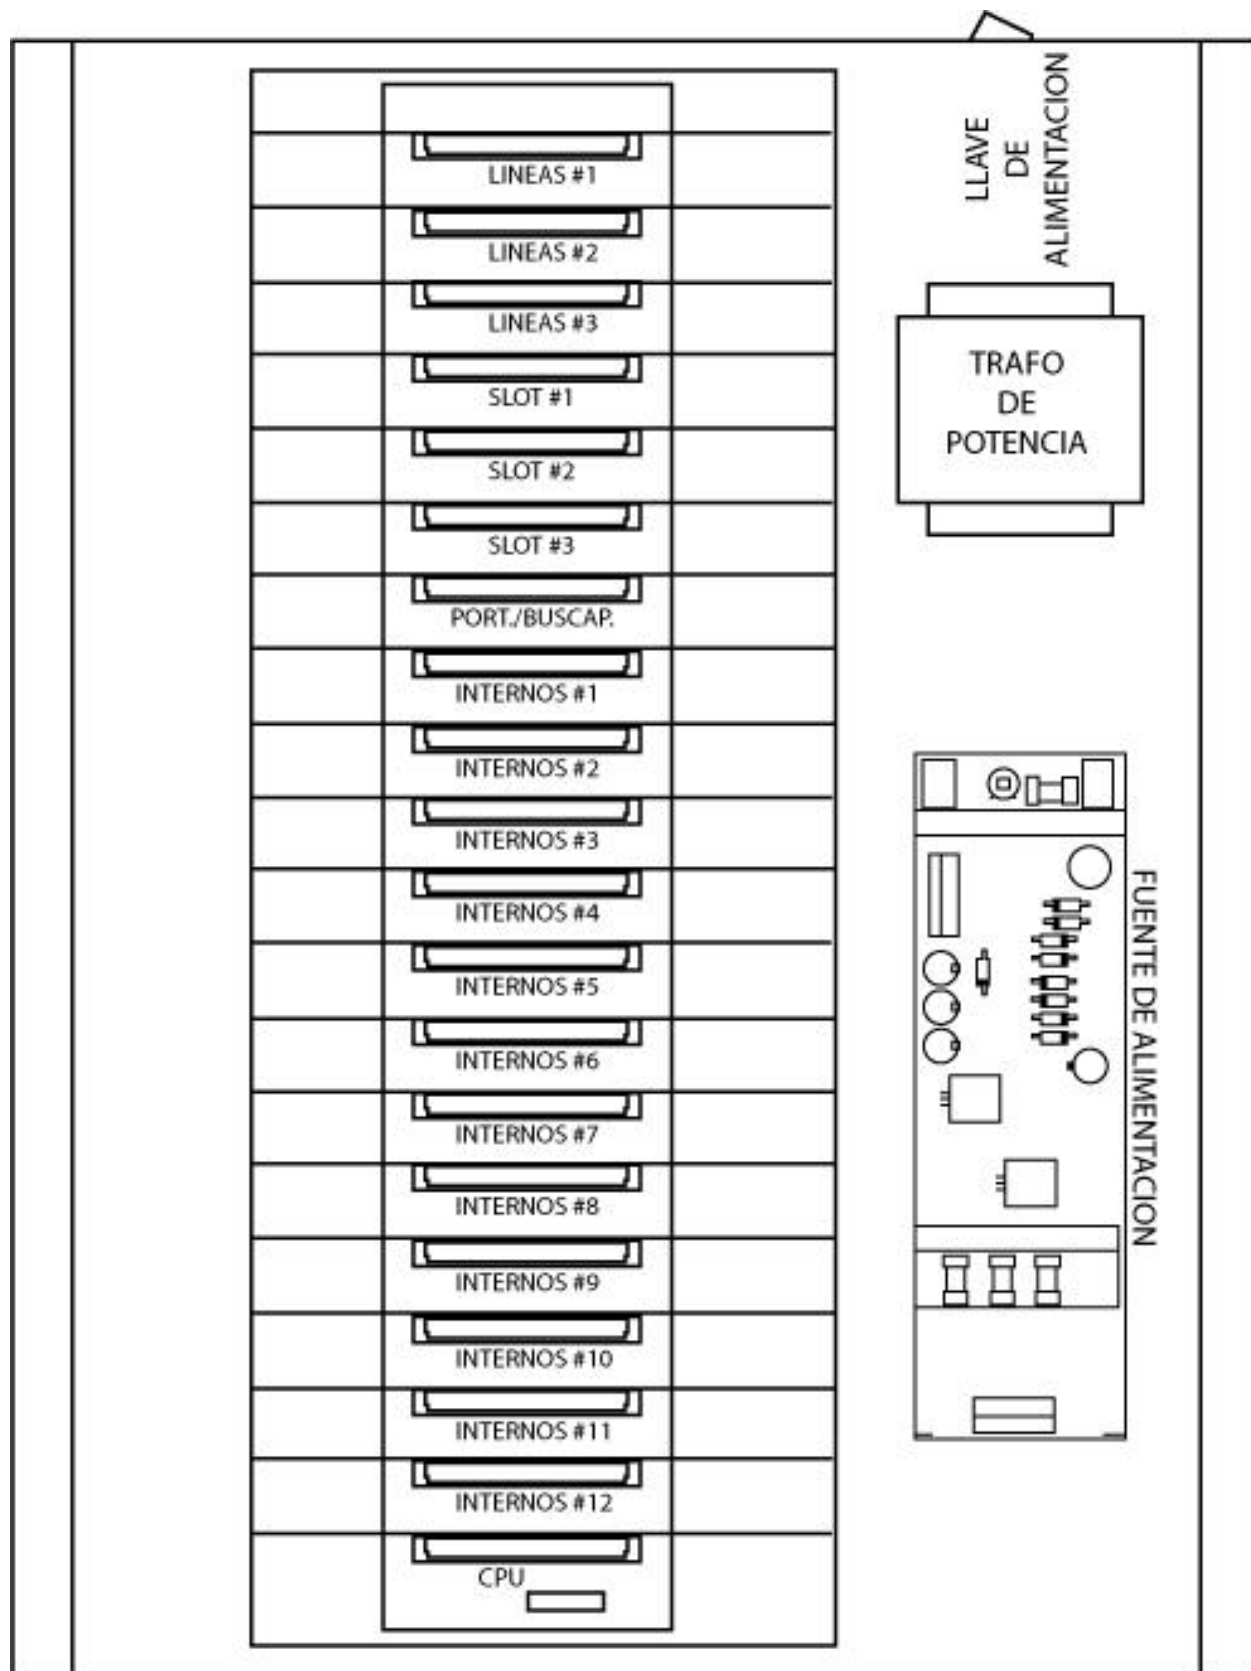 LINEAS #1
LINEAS #2
LINEAS #3
SLOT #1
SLOT #2
SLOT #3
PORT./BUSCAP.
INTERNOS #1
INTERNOS #2
INTERNOS #3
INTERNOS #4
INTERNOS #5
INTERNOS #6
INTERNOS #7
INTERNOS #8
INTERNOS #9
INTERNOS #10
INTERNOS #11
INTERNOS #12
CPU
LLAVE
DE
ALIMENTACION
TRAFO
DE
POTENCIA
FUENTE DE ALIMENTACION